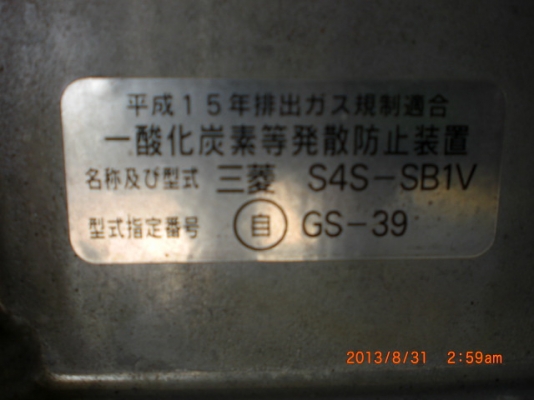 平成１５年排出ガス規制適合
一酸化炭素等発散防止装置
名称及び型式 三菱 S4S-SB1V
型式指定番号 自 GS-39
2013/8/31 2:59am